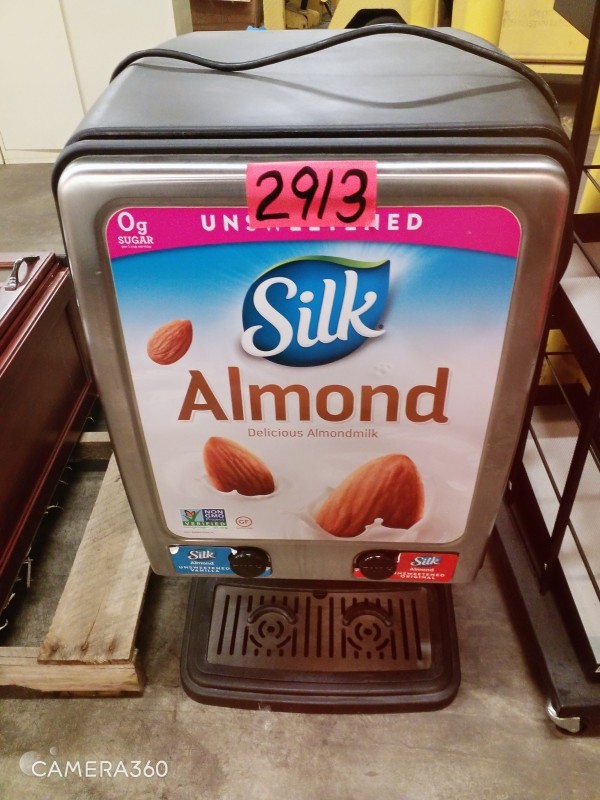 2913
0g
SUGAR
UNSWEETENED
Silk
Almond
Delicious Almondmilk
NON
GMO
VERIFIED
GF
Silk
Almond
UNSWEETENED
VANILLA
Silk
Almond
UNSWEETENED
ORIGINAL
CAMERA360